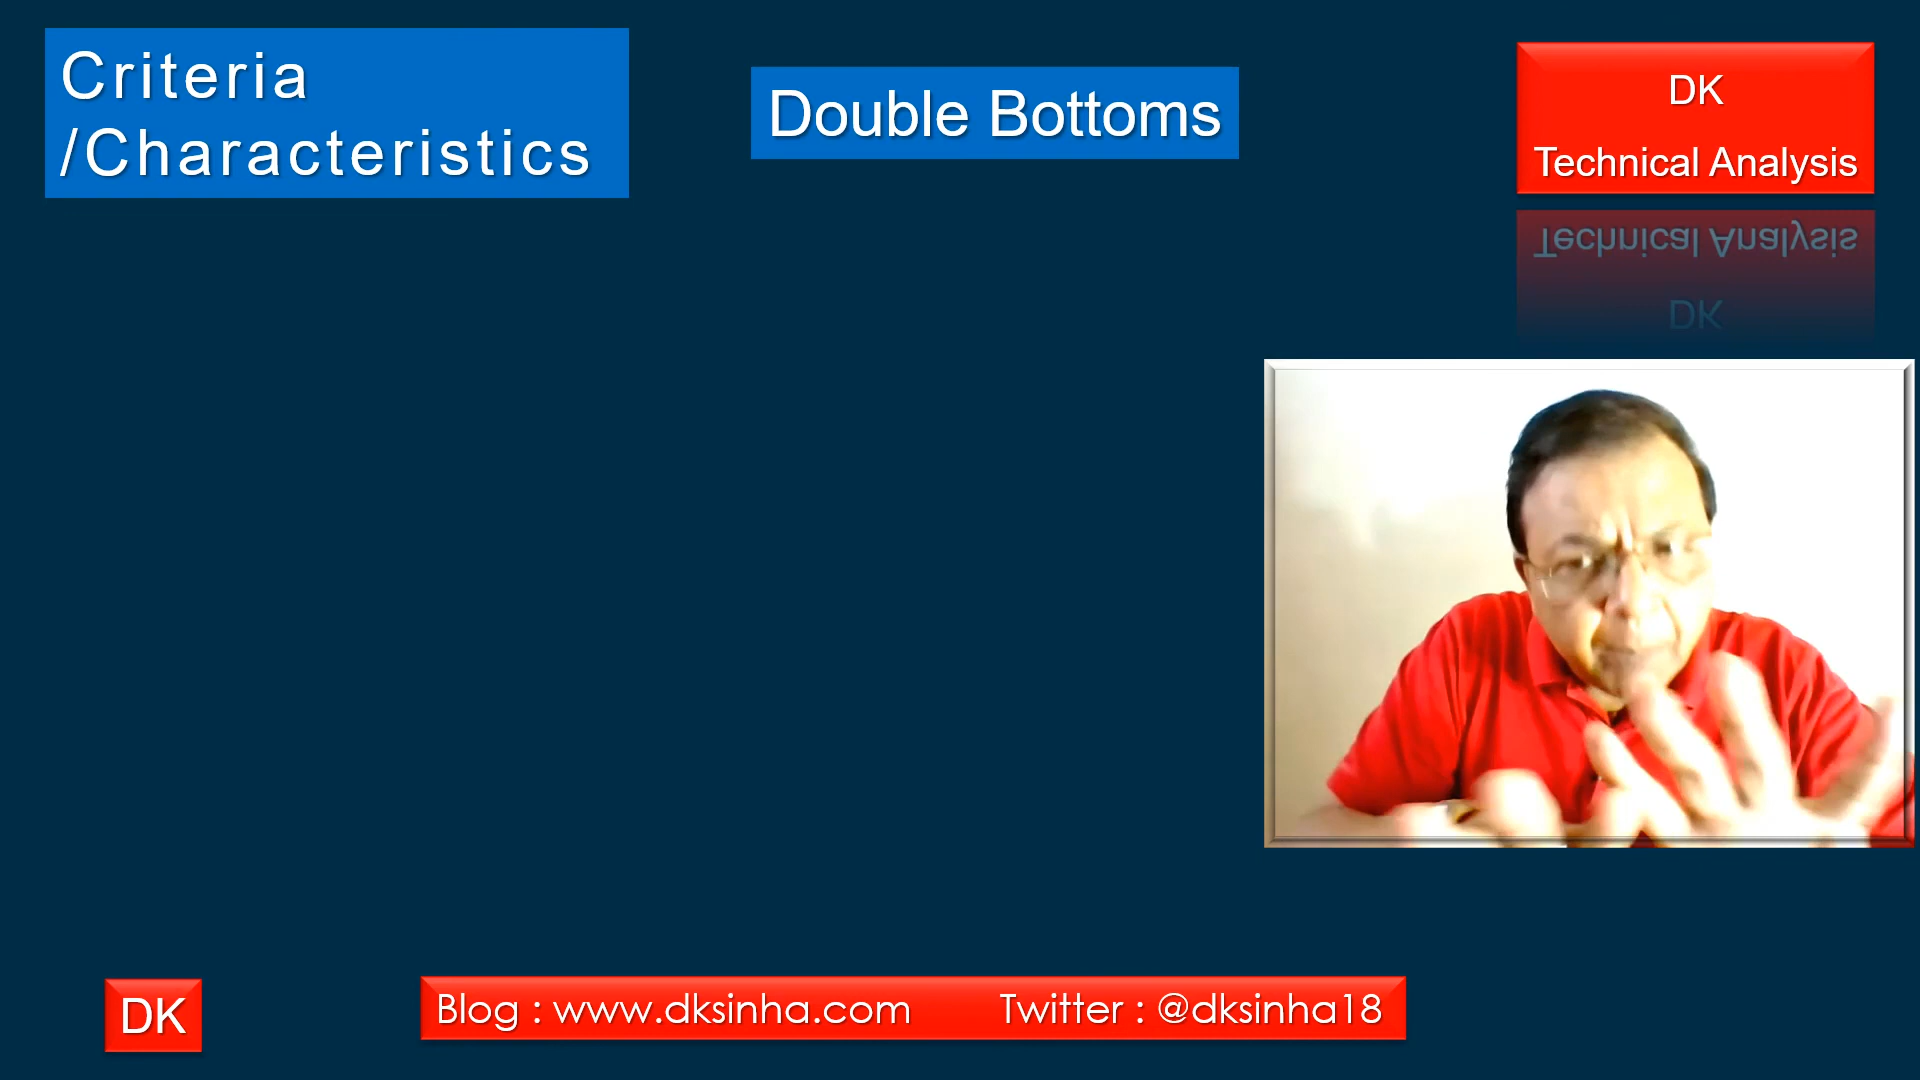 Criteria
/Characteristics
Double Bottoms
DK
Technical Analysis
Technical Analysis
DK
DK
Blog : www.dksinha.com Twitter : @dksinha18